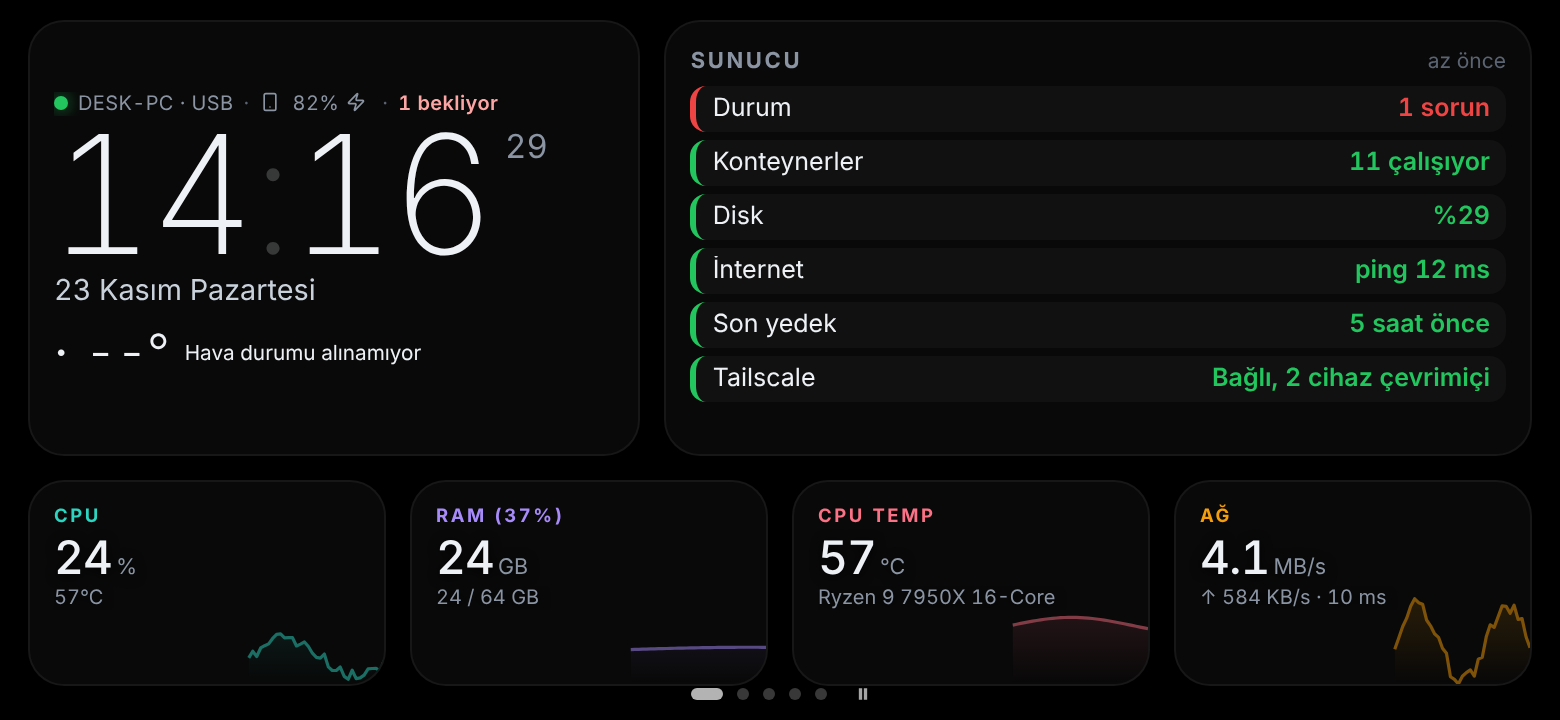 DESK-PC · USB · 82% · 1 bekliyor
14:16 29
23 Kasım Pazartesi
• – –° Hava durumu alınamıyor
SUNUCU az önce
Durum 1 sorun
Konteynerler 11 çalışıyor
Disk %29
İnternet ping 12 ms
Son yedek 5 saat önce
Tailscale Bağlı, 2 cihaz çevrimiçi
CPU
24 %
57°C
RAM (37%)
24 GB
24 / 64 GB
CPU TEMP
57 °C
Ryzen 9 7950X 16-Core
AĞ
4.1 MB/s
↑ 584 KB/s · 10 ms